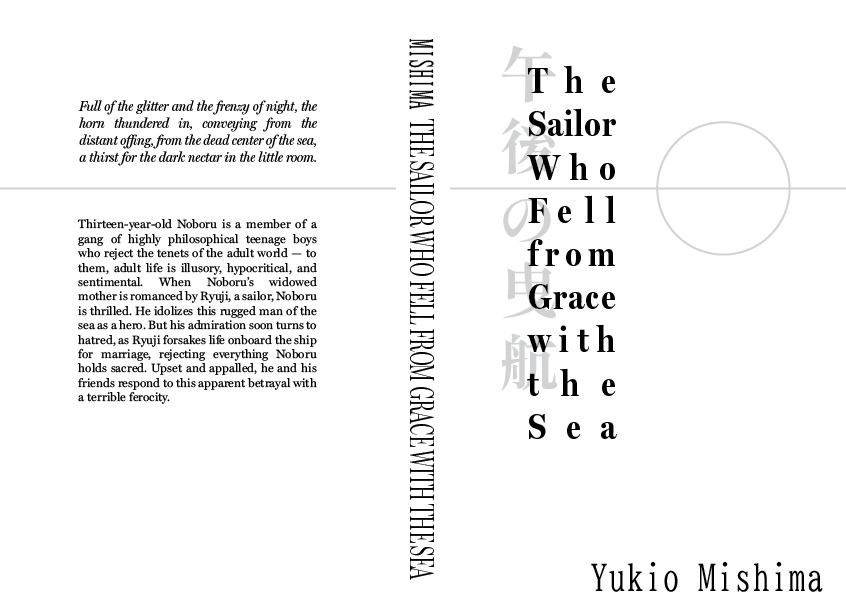 Full of the glitter and the frenzy of night, the
horn thundered in, conveying from the
distant offing, from the dead center of the sea,
a thirst for the dark nectar in the little room.
Thirteen-year-old Noboru is a member of a
gang of highly philosophical teenage boys
who reject the tenets of the adult world — to
them, adult life is illusory, hypocritical, and
sentimental. When Noboru's widowed
mother is romanced by Ryuji, a sailor, Noboru
is thrilled. He idolizes this rugged man of the
sea as a hero. But his admiration soon turns to
hatred, as Ryuji forsakes life onboard the ship
for marriage, rejecting everything Noboru
holds sacred. Upset and appalled, he and his
friends respond to this apparent betrayal with
a terrible ferocity.
MISHIMA THE SAILOR WHO FELL FROM GRACE WITH THE SEA
午後の曳航
The
Sailor
Who
Fell
from
Grace
with
the
Sea
Yukio Mishima